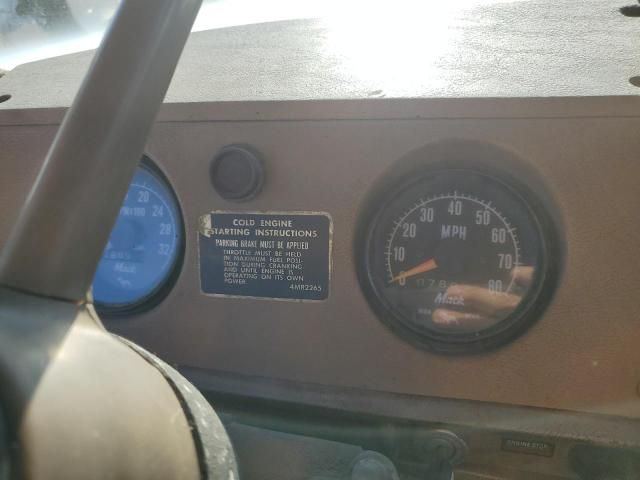 20
24
28
32
Mack
COLD ENGINE
STARTING INSTRUCTIONS
PARKING BRAKE MUST BE APPLIED
THROTTLE MUST BE HELD
IN MAXIMUM FUEL POSI-
TION DURING CRANKING
AND UNTIL ENGINE IS
OPERATING ON ITS OWN
POWER.
4MR2265
0 10 20 30 40 50 60 70 80
MPH
80
Mack
ENGINE STOP